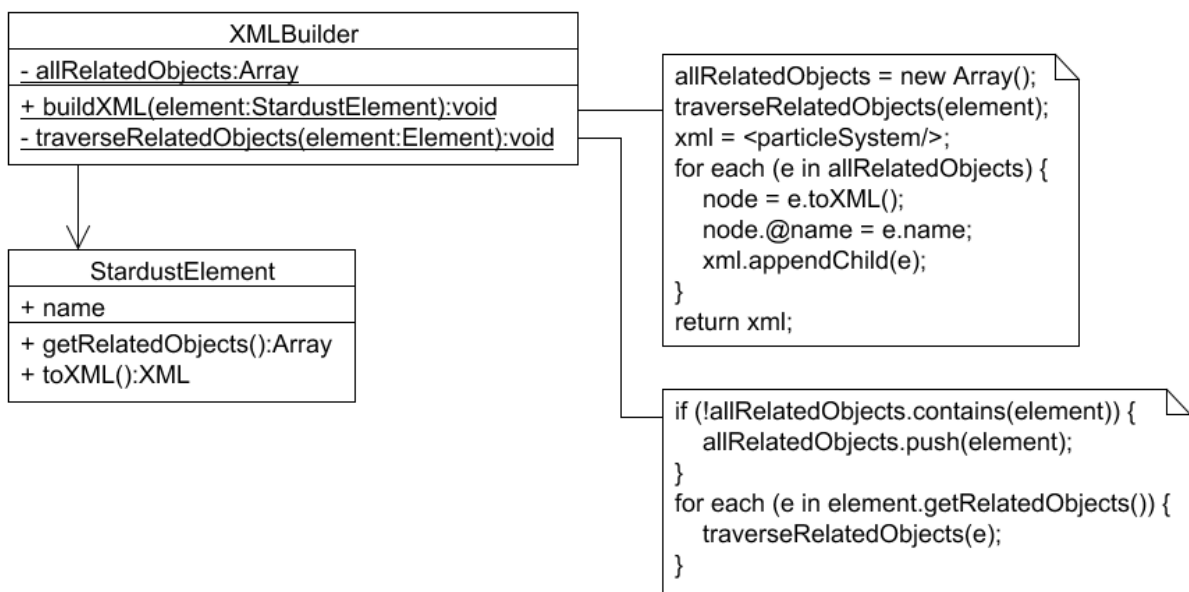 XMLBuilder
- allRelatedObjects:Array
+ buildXML(element:StardustElement):void
- traverseRelatedObjects(element:Element):void
StardustElement
+ name
+ getRelatedObjects():Array
+ toXML():XML
allRelatedObjects = new Array();
traverseRelatedObjects(element);
xml = <particleSystem/>;
for each (e in allRelatedObjects) {
node = e.toXML();
node.@name = e.name;
xml.appendChild(e);
}
return xml;
if (!allRelatedObjects.contains(element)) {
allRelatedObjects.push(element);
}
for each (e in element.getRelatedObjects()) {
traverseRelatedObjects(e);
}